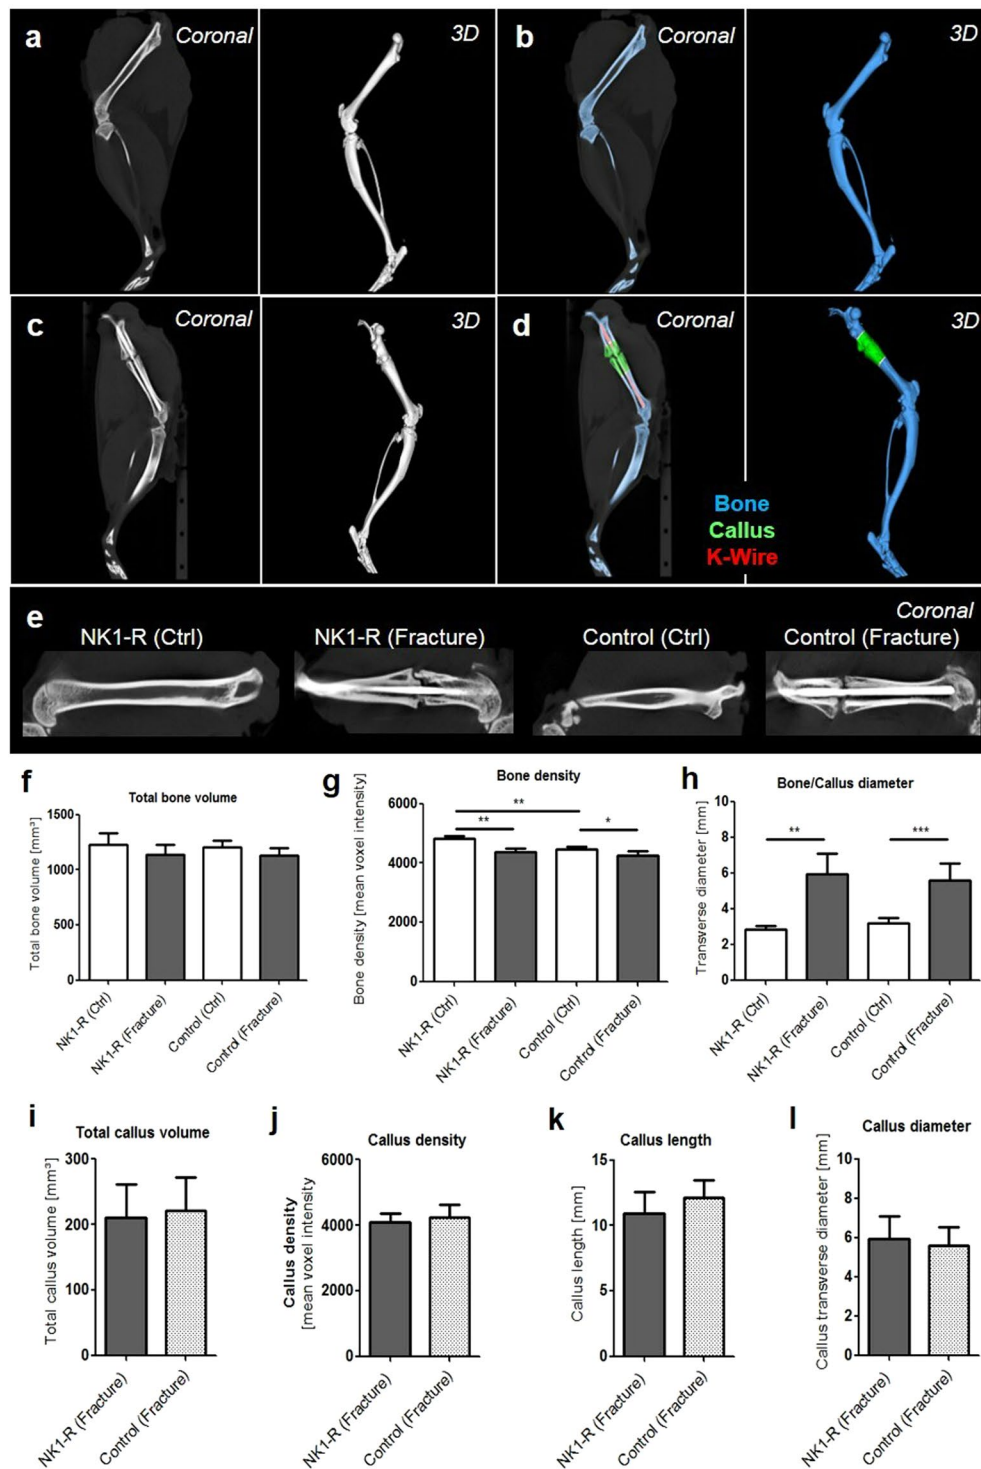 a
Coronal
3D
b
Coronal
3D
c
Coronal
3D
d
Coronal
3D
Bone
Callus
K-Wire
e
Coronal
NK1-R (Ctrl)
NK1-R (Fracture)
Control (Ctrl)
Control (Fracture)
f
Total bone volume
Total bone volume [mm³]
1500
1000
500
0
NK1-R (Ctrl)
NK1-R (Fracture)
Control (Ctrl)
Control (Fracture)
g
Bone density
Bone density [mean voxel intensity]
6000
4000
2000
0
**
**
*
NK1-R (Ctrl)
NK1-R (Fracture)
Control (Ctrl)
Control (Fracture)
h
Bone/Callus diameter
Transverse diameter [mm]
10
8
6
4
2
0
**
***
NK1-R (Ctrl)
NK1-R (Fracture)
Control (Ctrl)
Control (Fracture)
i
Total callus volume
Total callus volume [mm³]
300
200
100
0
NK1-R (Fracture)
Control (Fracture)
j
Callus density
Callus density
[mean voxel intensity
6000
4000
2000
0
NK1-R (Fracture)
Control (Fracture)
k
Callus length
Callus length [mm]
15
10
5
0
NK1-R (Fracture)
Control (Fracture)
l
Callus diameter
Callus transverse diameter [mm]
10
8
6
4
2
0
NK1-R (Fracture)
Control (Fracture)